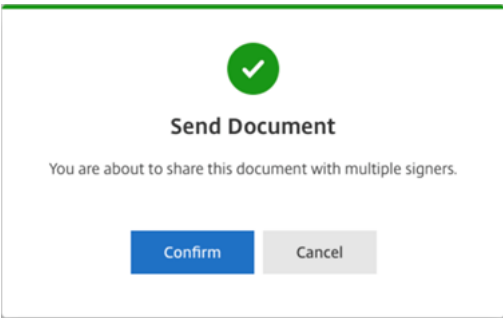 Send Document
You are about to share this document with multiple signers.
Confirm
Cancel